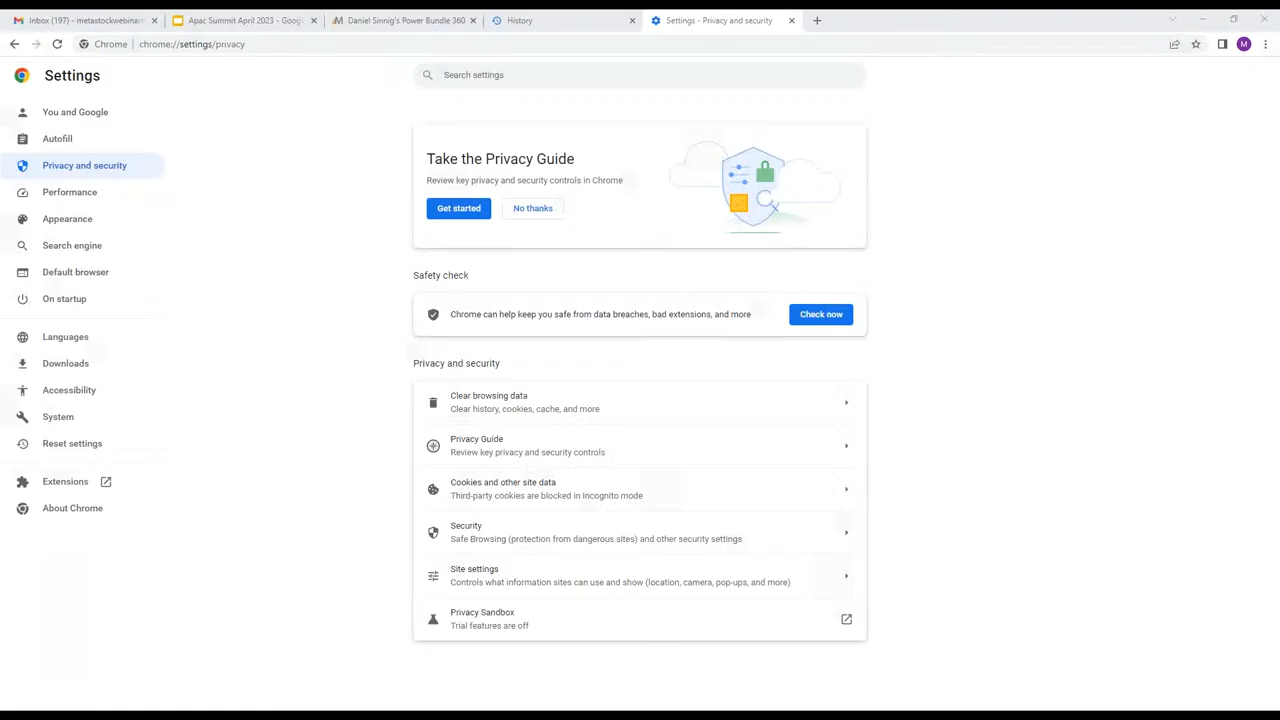 Inbox (197) - metastockwebinar
Apac Summit April 2023 - Goog
Daniel Sinnig's Power Bundle 360
History
Settings - Privacy and security
Chrome
chrome://settings/privacy
M
Settings
Search settings
You and Google
Autofill
Privacy and security
Performance
Appearance
Search engine
Default browser
On startup
Languages
Downloads
Accessibility
System
Reset settings
Extensions
About Chrome
Take the Privacy Guide
Review key privacy and security controls in Chrome
Get started
No thanks
Safety check
Chrome can help keep you safe from data breaches, bad extensions, and more
Check now
Privacy and security
Clear browsing data
Clear history, cookies, cache, and more
Privacy Guide
Review key privacy and security controls
Cookies and other site data
Third-party cookies are blocked in Incognito mode
Security
Safe Browsing (protection from dangerous sites) and other security settings
Site settings
Controls what information sites can use and show (location, camera, pop-ups, and more)
Privacy Sandbox
Trial features are off